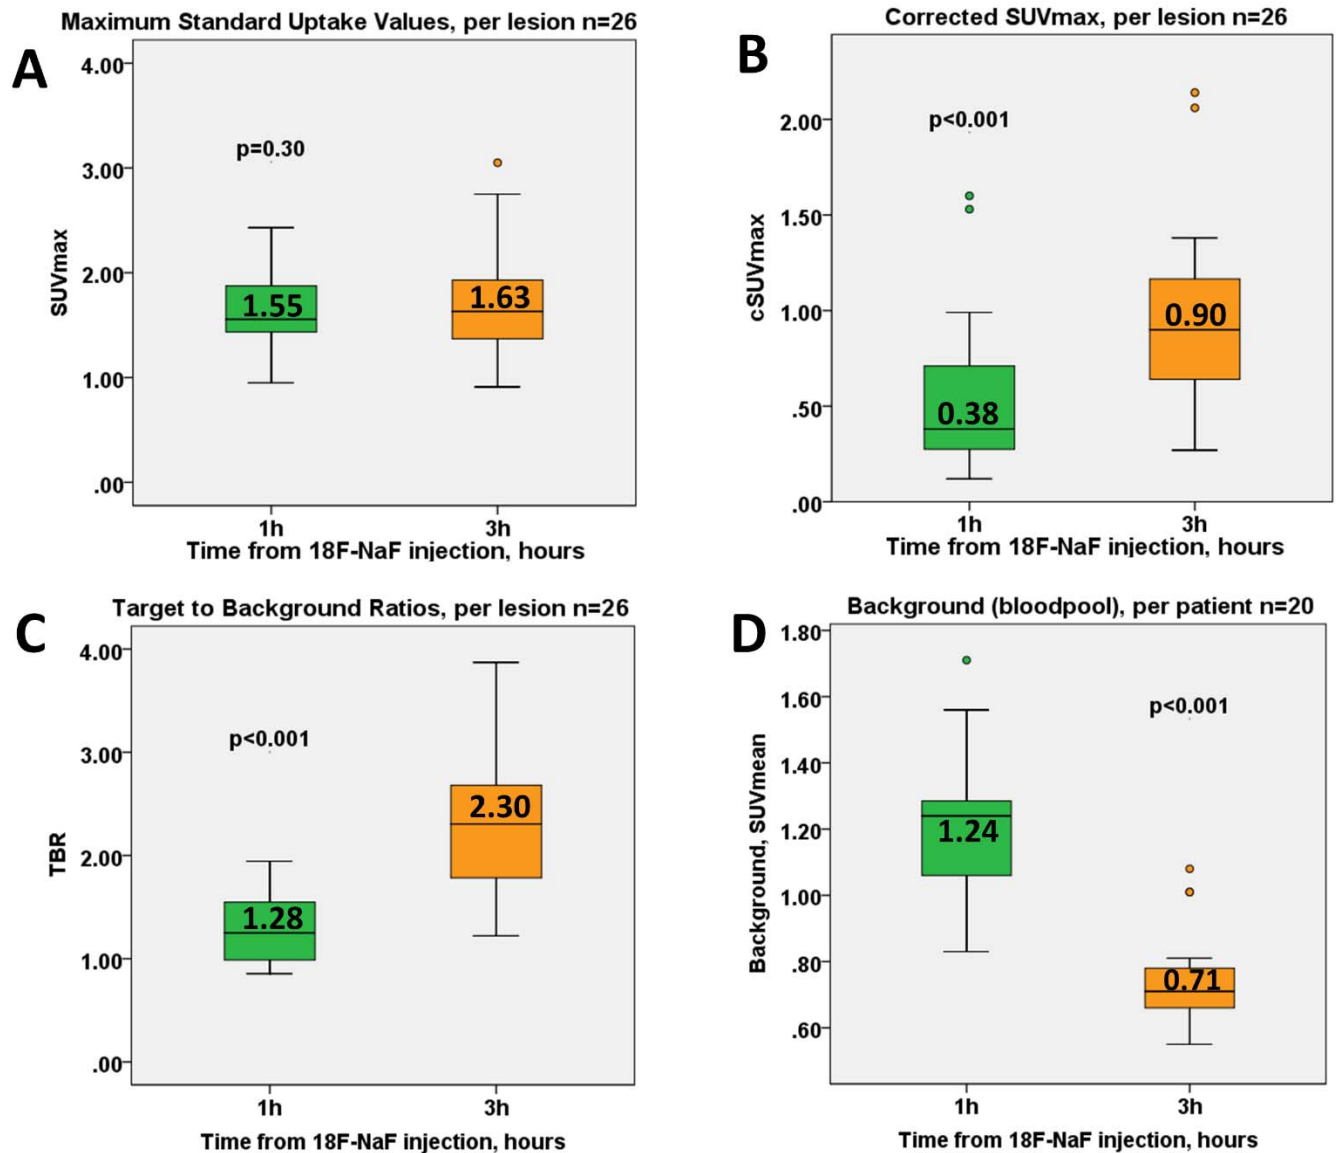 A
Maximum Standard Uptake Values, per lesion n=26
4.00
3.00
2.00
1.00
.00
SUVmax
p=0.30
1.55
1.63
1h
3h
Time from 18F-NaF injection, hours
B
Corrected SUVmax, per lesion n=26
2.00
1.50
1.00
.50
.00
cSUVmax
p<0.001
0.38
0.90
1h
3h
Time from 18F-NaF injection, hours
C
Target to Background Ratios, per lesion n=26
4.00
3.00
2.00
1.00
.00
TBR
p<0.001
1.28
2.30
1h
3h
Time from 18F-NaF injection, hours
D
Background (bloodpool), per patient n=20
1.80
1.60
1.40
1.20
1.00
.80
.60
Background, SUVmean
p<0.001
1.24
0.71
1h
3h
Time from 18F-NaF injection, hours